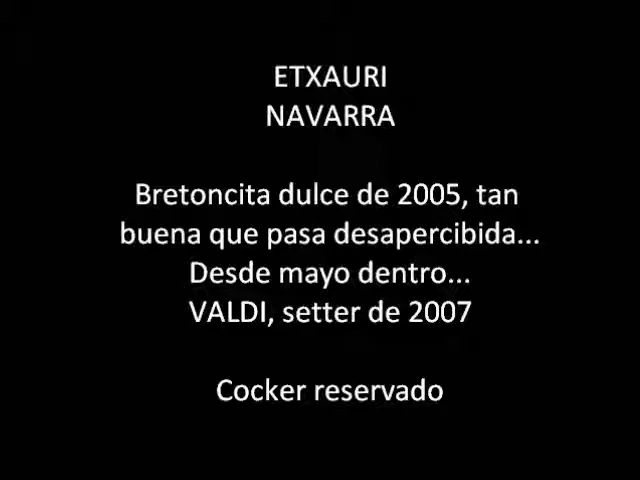 ETXAURI
NAVARRA
Bretoncita dulce de 2005, tan
buena que pasa desapercibida...
Desde mayo dentro...
VALDI, setter de 2007
Cocker reservado